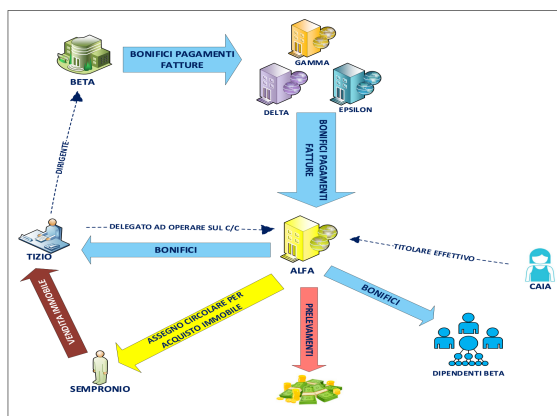 BONIFICI PAGAMENTI
FATTURE
GAMMA
BETA
DELTA
EPSILON
BONIFICI PAGAMENTI
FATTURE
DIRIGENTE
DELEGATO AD OPERARE SUL C/C
BONIFICI
TIZIO
ALFA
TITOLARE EFFETTIVO
CAIA
VENDITA IMMOBILE
ASSEGNO CIRCOLARE PER
ACQUISTO IMMOBILE
PRELEVAMENTI
BONIFICI
DIPENDENTI BETA
SEMPRONIO